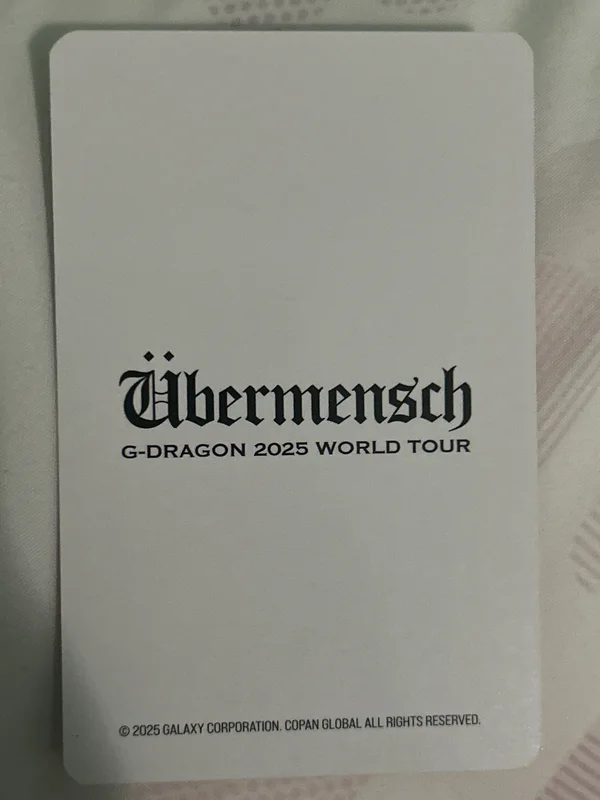 Übermensch
G-DRAGON 2025 WORLD TOUR
© 2025 GALAXY CORPORATION. COPAN GLOBAL ALL RIGHTS RESERVED.